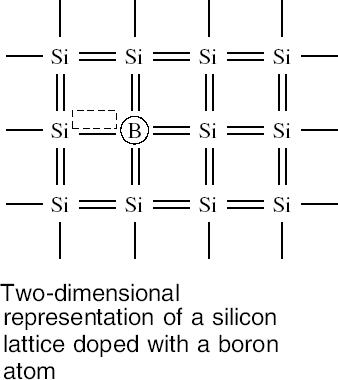 Si Si Si Si
Si B Si Si
Si Si Si Si
Two-dimensional
representation of a silicon
lattice doped with a boron
atom